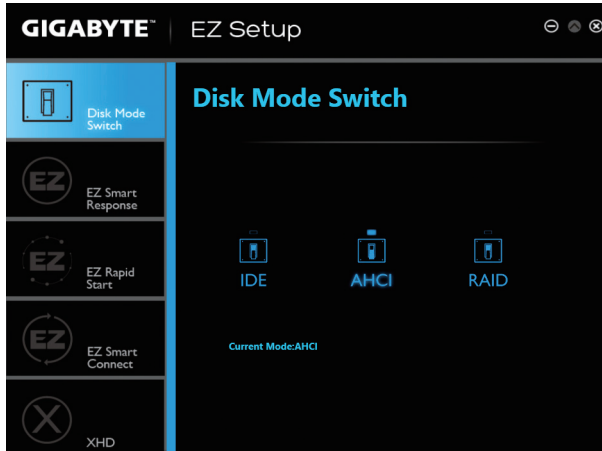 GIGABYTE™ EZ Setup
Disk Mode
Switch
Disk Mode Switch
EZ
EZ Smart
Response
EZ
EZ Rapid
Start
IDE AHCI RAID
EZ
EZ Smart
Connect
Current Mode:AHCI
X
XHD